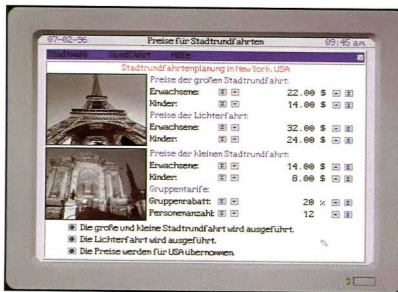 07-02-96 Preise für Stadtrundfahrten 09:45 am
Stadtwahl Rundfahrt Hilfe
Stadtrundfahrtenplanung in New York, USA
Preise der großen Stadtrundfahrt:
Erwachsene: 22.00 $
Kinder: 14.00 $
Preise der Lichterfahrt:
Erwachsene: 32.00 $
Kinder: 24.00 $
Preise der kleinen Stadtrundfahrt:
Erwachsene: 14.00 $
Kinder: 8.00 $
Gruppentarife:
Gruppenrabatt: 20 %
Personenanzahl: 12
Die große und kleine Stadtrundfahrt wird ausgeführt.
Die Lichterfahrt wird ausgeführt.
Die Preise werden für USA übernommen.